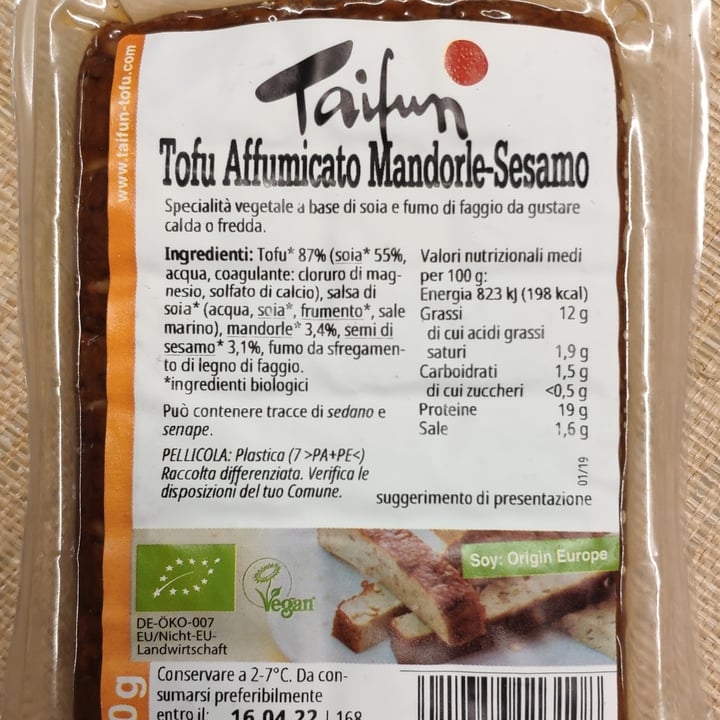 www.taifun-tofu.com
Taifun
Tofu Affumicato Mandorle-Sesamo
Specialità vegetale a base di soia e fumo di faggio da gustare
calda o fredda.
Ingredienti: Tofu* 87% (soia* 55%,
acqua, coagulante: cloruro di mag-
nesio, solfato di calcio), salsa di
soia* (acqua, soia*, frumento*, sale
marino), mandorle* 3,4%, semi di
sesamo* 3,1%, fumo da sfregamen-
to di legno di faggio.
*ingredienti biologici
Può contenere tracce di sedano e
senape.
PELLICOLA: Plastica (7 >PA+PE<)
Raccolta differenziata. Verifica le
disposizioni del tuo Comune.
Valori nutrizionali medi
per 100 g:
Energia 823 kJ (198 kcal)
Grassi 12 g
di cui acidi grassi
saturi 1,9 g
Carboidrati 1,5 g
di cui zuccheri <0,5 g
Proteine 19 g
Sale 1,6 g
01/19
suggerimento di presentazione
Soy: Origin Europe
Vegan
DE-ÖKO-007
EU/Nicht-EU-
Landwirtschaft
Conservare a 2-7°C. Da con-
sumarsi preferibilmente
entro il: 16.04.22 L168
0g